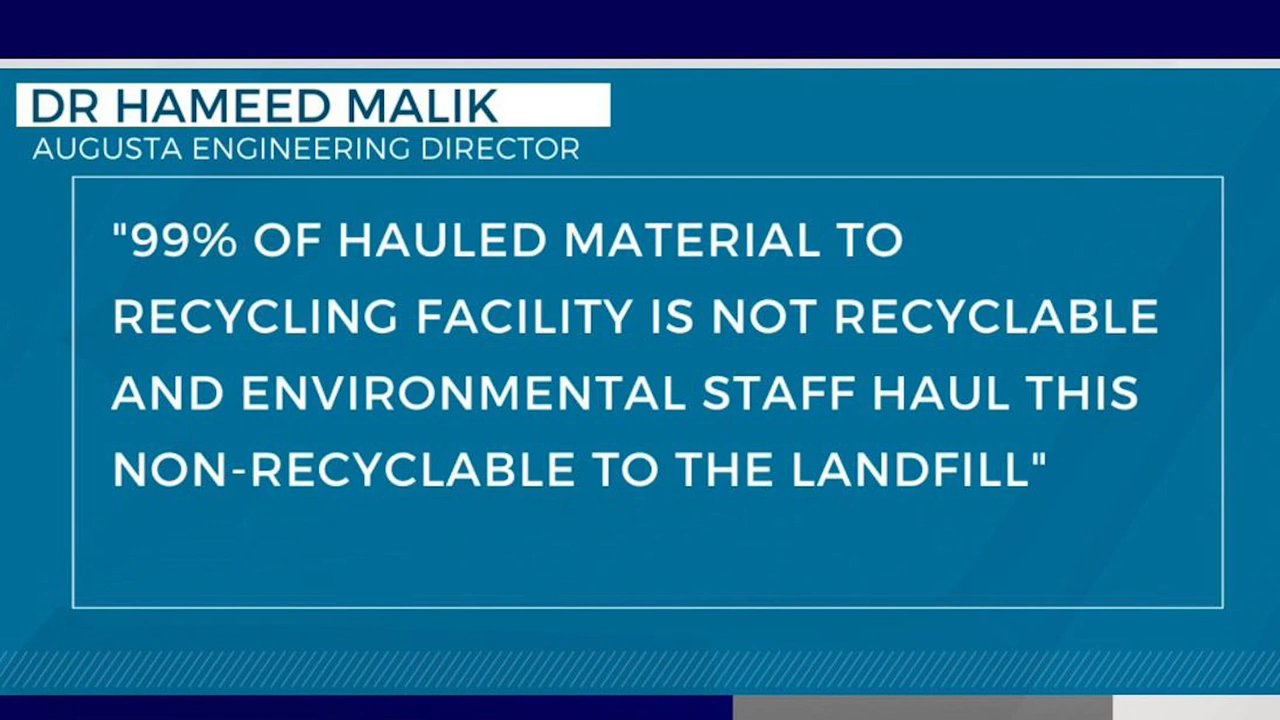 DR HAMEED MALIK
AUGUSTA ENGINEERING DIRECTOR
"99% OF HAULED MATERIAL TO
RECYCLING FACILITY IS NOT RECYCLABLE
AND ENVIRONMENTAL STAFF HAUL THIS
NON-RECYCLABLE TO THE LANDFILL"